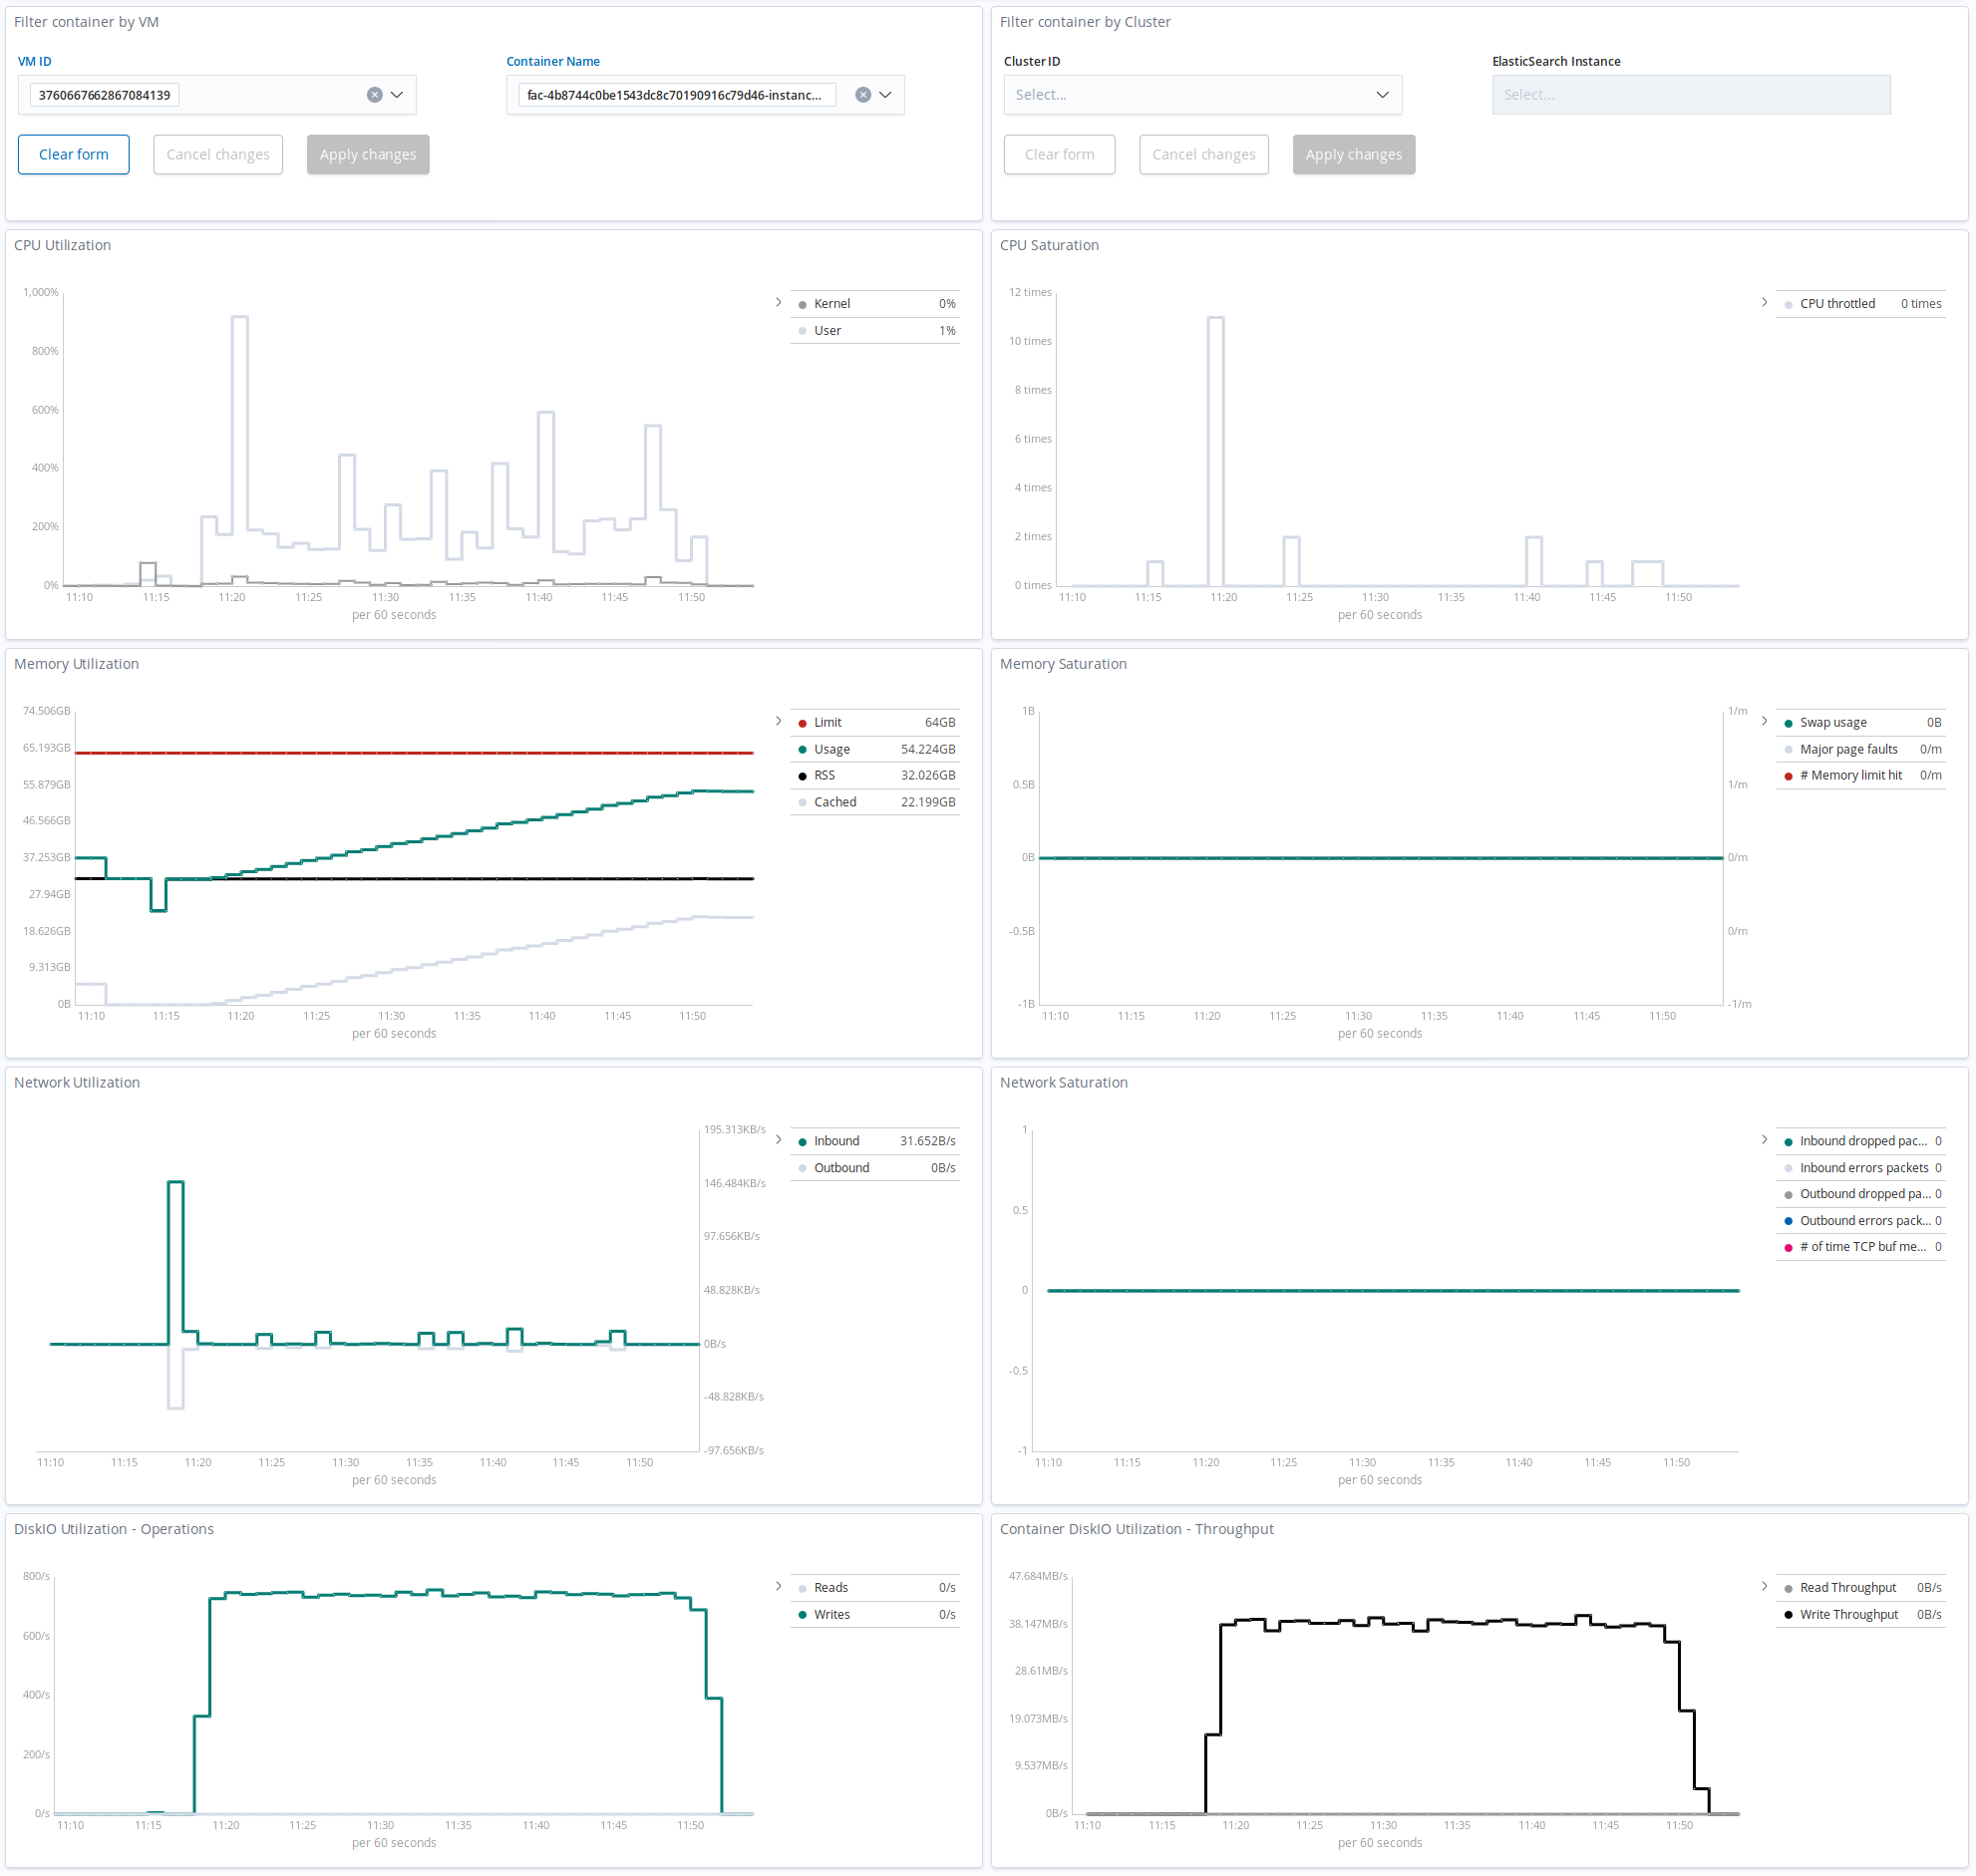 Filter container by VM
VM ID
Container Name
3760667662867084139
fac-4b8744c0be1543dc8c70190916c79d46-instanc...
Clear form
Cancel changes
Apply changes
Filter container by Cluster
Cluster ID
ElasticSearch Instance
Select...
Select...
Clear form
Cancel changes
Apply changes
CPU Utilization
1,000%
800%
600%
400%
200%
0%
11:10 11:15 11:20 11:25 11:30 11:35 11:40 11:45 11:50
per 60 seconds
Kernel 0%
User 1%
CPU Saturation
12 times
10 times
8 times
6 times
4 times
2 times
0 times
11:10 11:15 11:20 11:25 11:30 11:35 11:40 11:45 11:50
per 60 seconds
CPU throttled 0 times
Memory Utilization
74.506GB
65.193GB
55.879GB
46.566GB
37.253GB
27.94GB
18.626GB
9.313GB
0B
11:10 11:15 11:20 11:25 11:30 11:35 11:40 11:45 11:50
per 60 seconds
Limit 64GB
Usage 54.224GB
RSS 32.026GB
Cached 22.199GB
Memory Saturation
1B
0.5B
0B
-0.5B
-1B
1/m
1/m
0/m
0/m
-1/m
11:10 11:15 11:20 11:25 11:30 11:35 11:40 11:45 11:50
per 60 seconds
Swap usage 0B
Major page faults 0/m
# Memory limit hit 0/m
Network Utilization
195.313KB/s
146.484KB/s
97.656KB/s
48.828KB/s
0B/s
-48.828KB/s
-97.656KB/s
11:10 11:15 11:20 11:25 11:30 11:35 11:40 11:45 11:50
per 60 seconds
Inbound 31.652B/s
Outbound 0B/s
Network Saturation
1
0.5
0
-0.5
-1
11:10 11:15 11:20 11:25 11:30 11:35 11:40 11:45 11:50
per 60 seconds
Inbound dropped pac... 0
Inbound errors packets 0
Outbound dropped pa... 0
Outbound errors pack... 0
# of time TCP buf me... 0
DiskIO Utilization - Operations
800/s
600/s
400/s
200/s
0/s
11:10 11:15 11:20 11:25 11:30 11:35 11:40 11:45 11:50
per 60 seconds
Reads 0/s
Writes 0/s
Container DiskIO Utilization - Throughput
47.684MB/s
38.147MB/s
28.61MB/s
19.073MB/s
9.537MB/s
0B/s
11:10 11:15 11:20 11:25 11:30 11:35 11:40 11:45 11:50
per 60 seconds
Read Throughput 0B/s
Write Throughput 0B/s